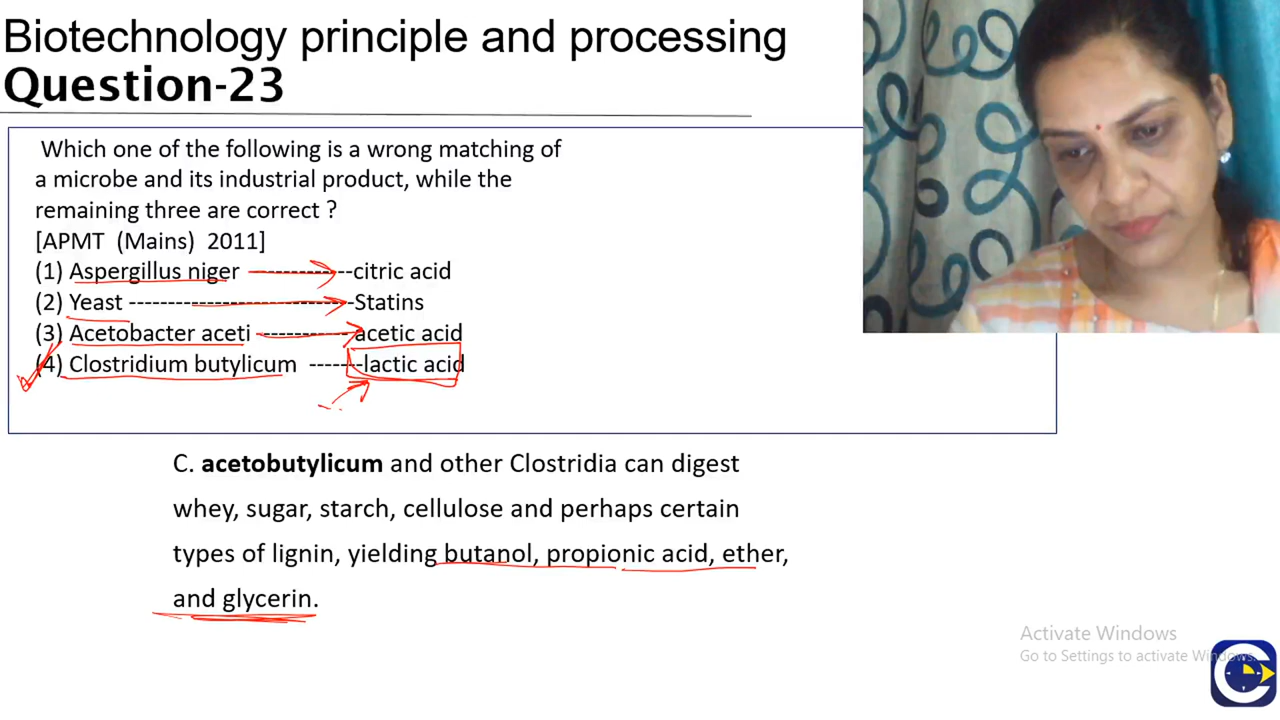 Biotechnology principle and processing
Question-23
Which one of the following is a wrong matching of
a microbe and its industrial product, while the
remaining three are correct ?
[APMT (Mains) 2011]
(1) Aspergillus niger -------------citric acid
(2) Yeast ---------------------------Statins
(3) Acetobacter aceti ----------- acetic acid
(4) Clostridium butylicum -------lactic acid
C. acetobutylicum and other Clostridia can digest
whey, sugar, starch, cellulose and perhaps certain
types of lignin, yielding butanol, propionic acid, ether,
and glycerin.
Activate Windows
Go to Settings to activate Windows.